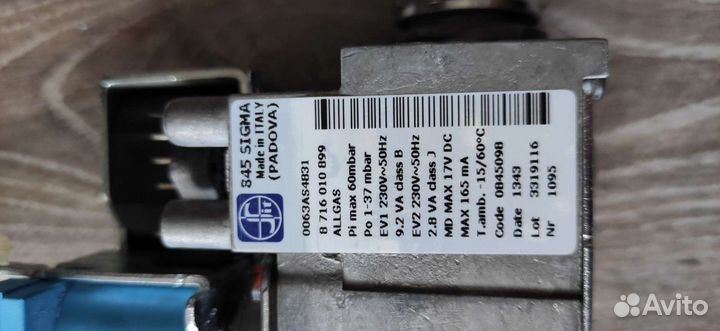 845 SIGMA
Made in ITALY
(PADOVA)
sit
0063AS4831
8 716 010 899
ALLGAS
Pi max 60mbar
Po 1-37 mbar
EV1 230V~50Hz
9.2 VA class B
EV2 230V~50Hz
2.8 VA class J
MD MAX 17V DC
MAX 165 mA
T.amb. -15/60°C
Code 0845098
Date 1343
Lot 3319116
Nr 1095
Avito